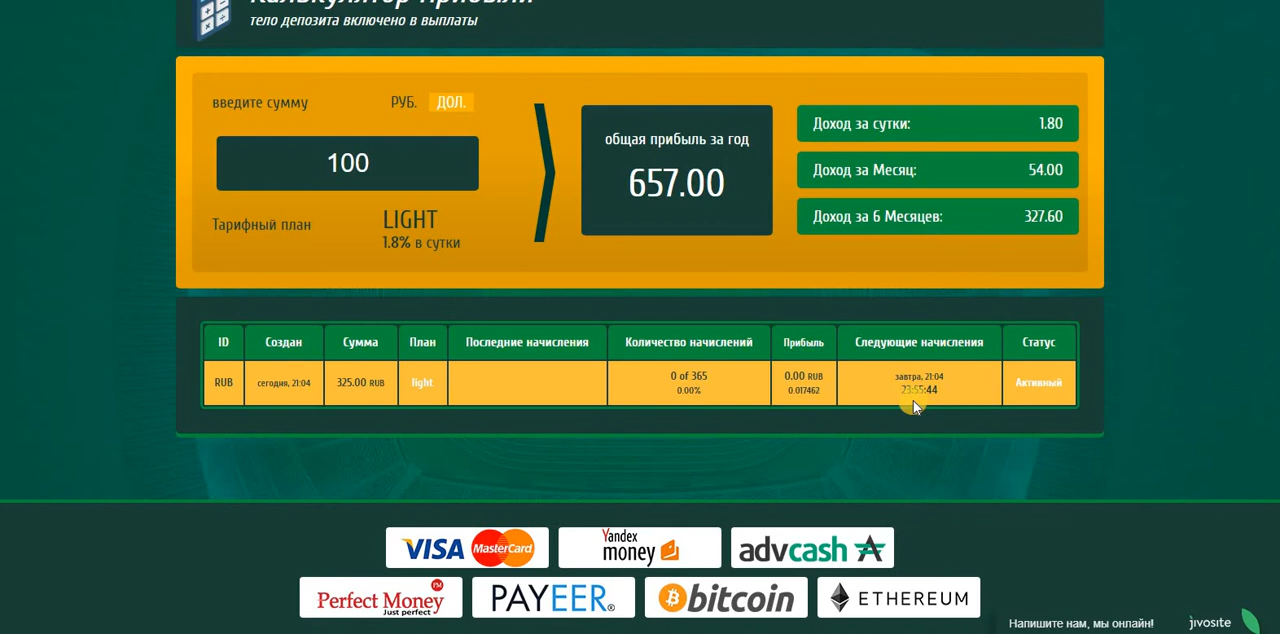 Калькулятор прибыли
тело депозита включено в выплаты
введите сумму РУБ. ДОЛ.
100
Тарифный план LIGHT
1.8% в сутки
общая прибыль за год
657.00
Доход за сутки: 1.80
Доход за Месяц: 54.00
Доход за 6 Месяцев: 327.60
ID Создан Сумма План Последние начисления Количество начислений Прибыль Следующие начисления Статус
RUB сегодня, 21:04 325.00 RUB light 0 of 365 0.00 RUB завтра, 21:04 Активный
0.00% 0.017462 23:55:44
VISA MasterCard Yandex money advcash
Perfect Money PM Just perfect PAYEER® bitcoin ETHEREUM
Напишите нам, мы онлайн! jivosite